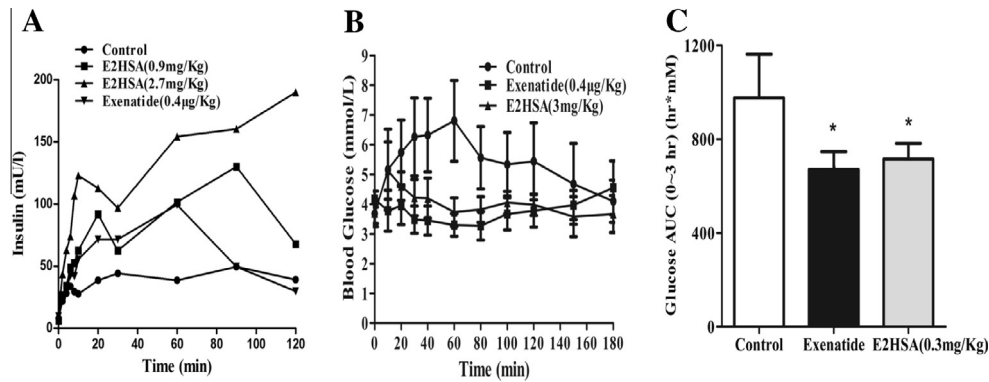 A
Control
E2HSA(0.9mg/Kg)
E2HSA(2.7mg/Kg)
Exenatide(0.4μg/Kg)
Insulin (mU/l)
200
150
100
50
0
0 20 40 60 80 100 120
Time (min)
B
Control
Exenatide(0.4μg/Kg)
E2HSA(3mg/Kg)
Blood Glucose (mmol/L)
9
8
7
6
5
4
3
2
1
0
0 20 40 60 80 100 120 140 160 180
Time (min)
C
Glucose AUC (0~3 hr) (hr*mM)
1200
800
400
0
* *
Control Exenatide E2HSA(0.3mg/Kg)